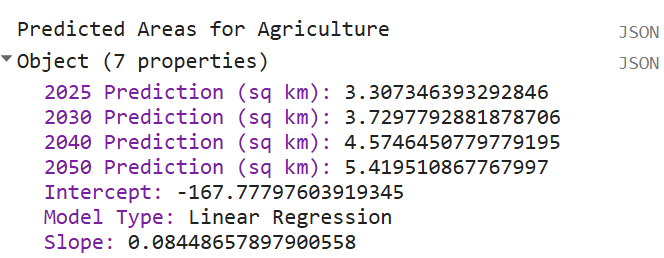 Predicted Areas for Agriculture JSON
Object (7 properties) JSON
2025 Prediction (sq km): 3.307346393292846
2030 Prediction (sq km): 3.7297792881878706
2040 Prediction (sq km): 4.5746450779779195
2050 Prediction (sq km): 5.419510867767997
Intercept: -167.77797603919345
Model Type: Linear Regression
Slope: 0.08448657897900558